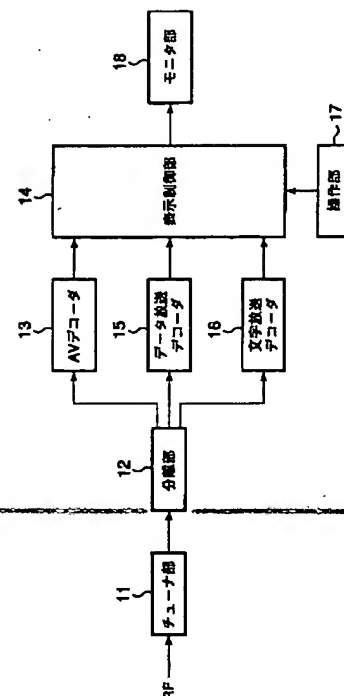 RF
11
チューナ部
12
分離部
13
AVデコーダ
15
データ放送
デコーダ
16
文字放送
デコーダ
14
表示制御部
17
操作部
18
モニタ部